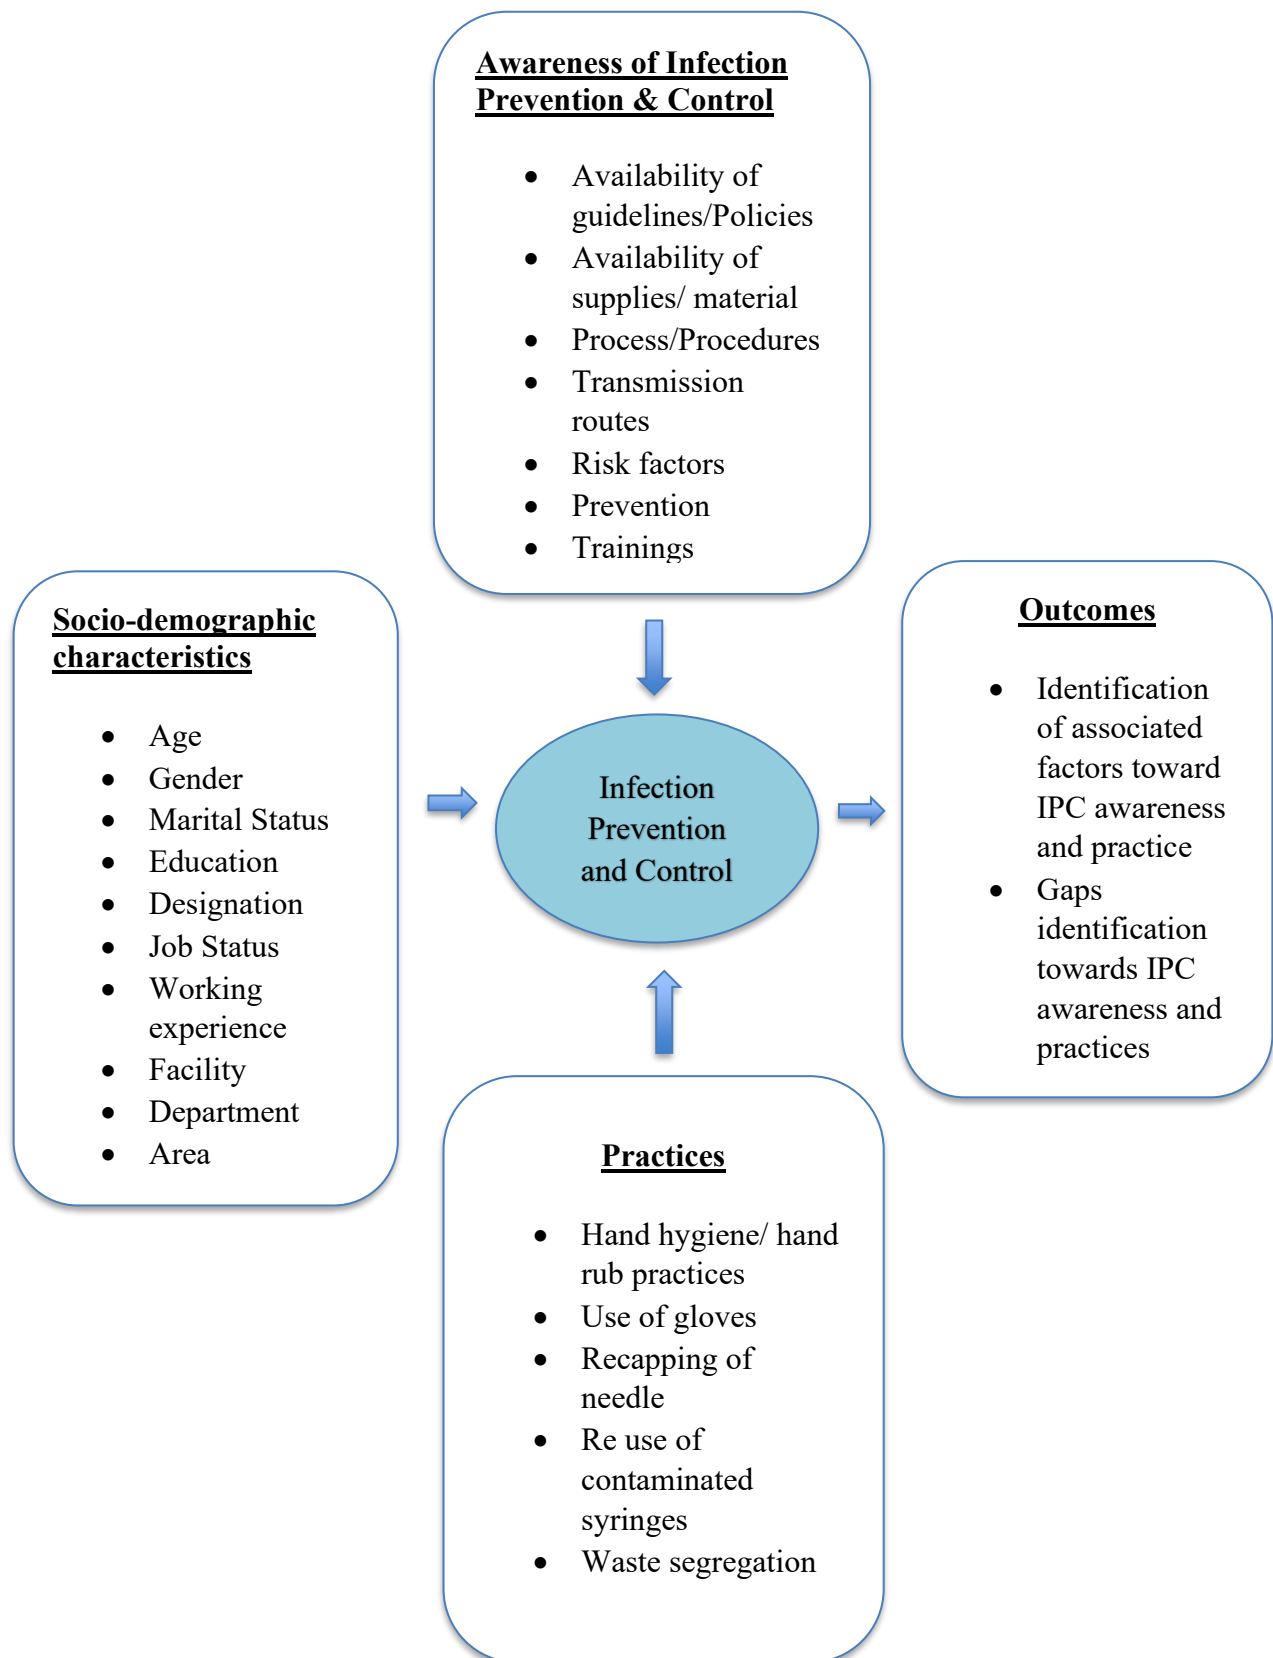 Awareness of Infection
Prevention & Control
• Availability of
guidelines/Policies
• Availability of
supplies/ material
• Process/Procedures
• Transmission
routes
• Risk factors
• Prevention
• Trainings
Socio-demographic
characteristics
• Age
• Gender
• Marital Status
• Education
• Designation
• Job Status
• Working
experience
• Facility
• Department
• Area
Infection
Prevention
and Control
Outcomes
• Identification
of associated
factors toward
IPC awareness
and practice
• Gaps
identification
towards IPC
awareness and
practices
Practices
• Hand hygiene/ hand
rub practices
• Use of gloves
• Recapping of
needle
• Re use of
contaminated
syringes
• Waste segregation